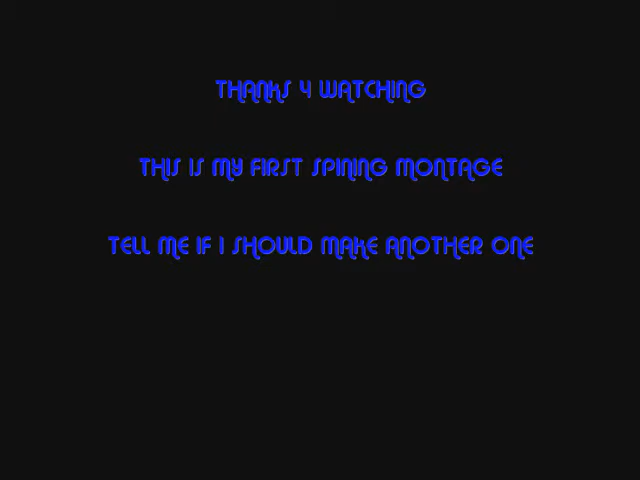 THANKS 4 WATCHING
THIS IS MY FIRST SPINING MONTAGE
TELL ME IF I SHOULD MAKE ANOTHER ONE